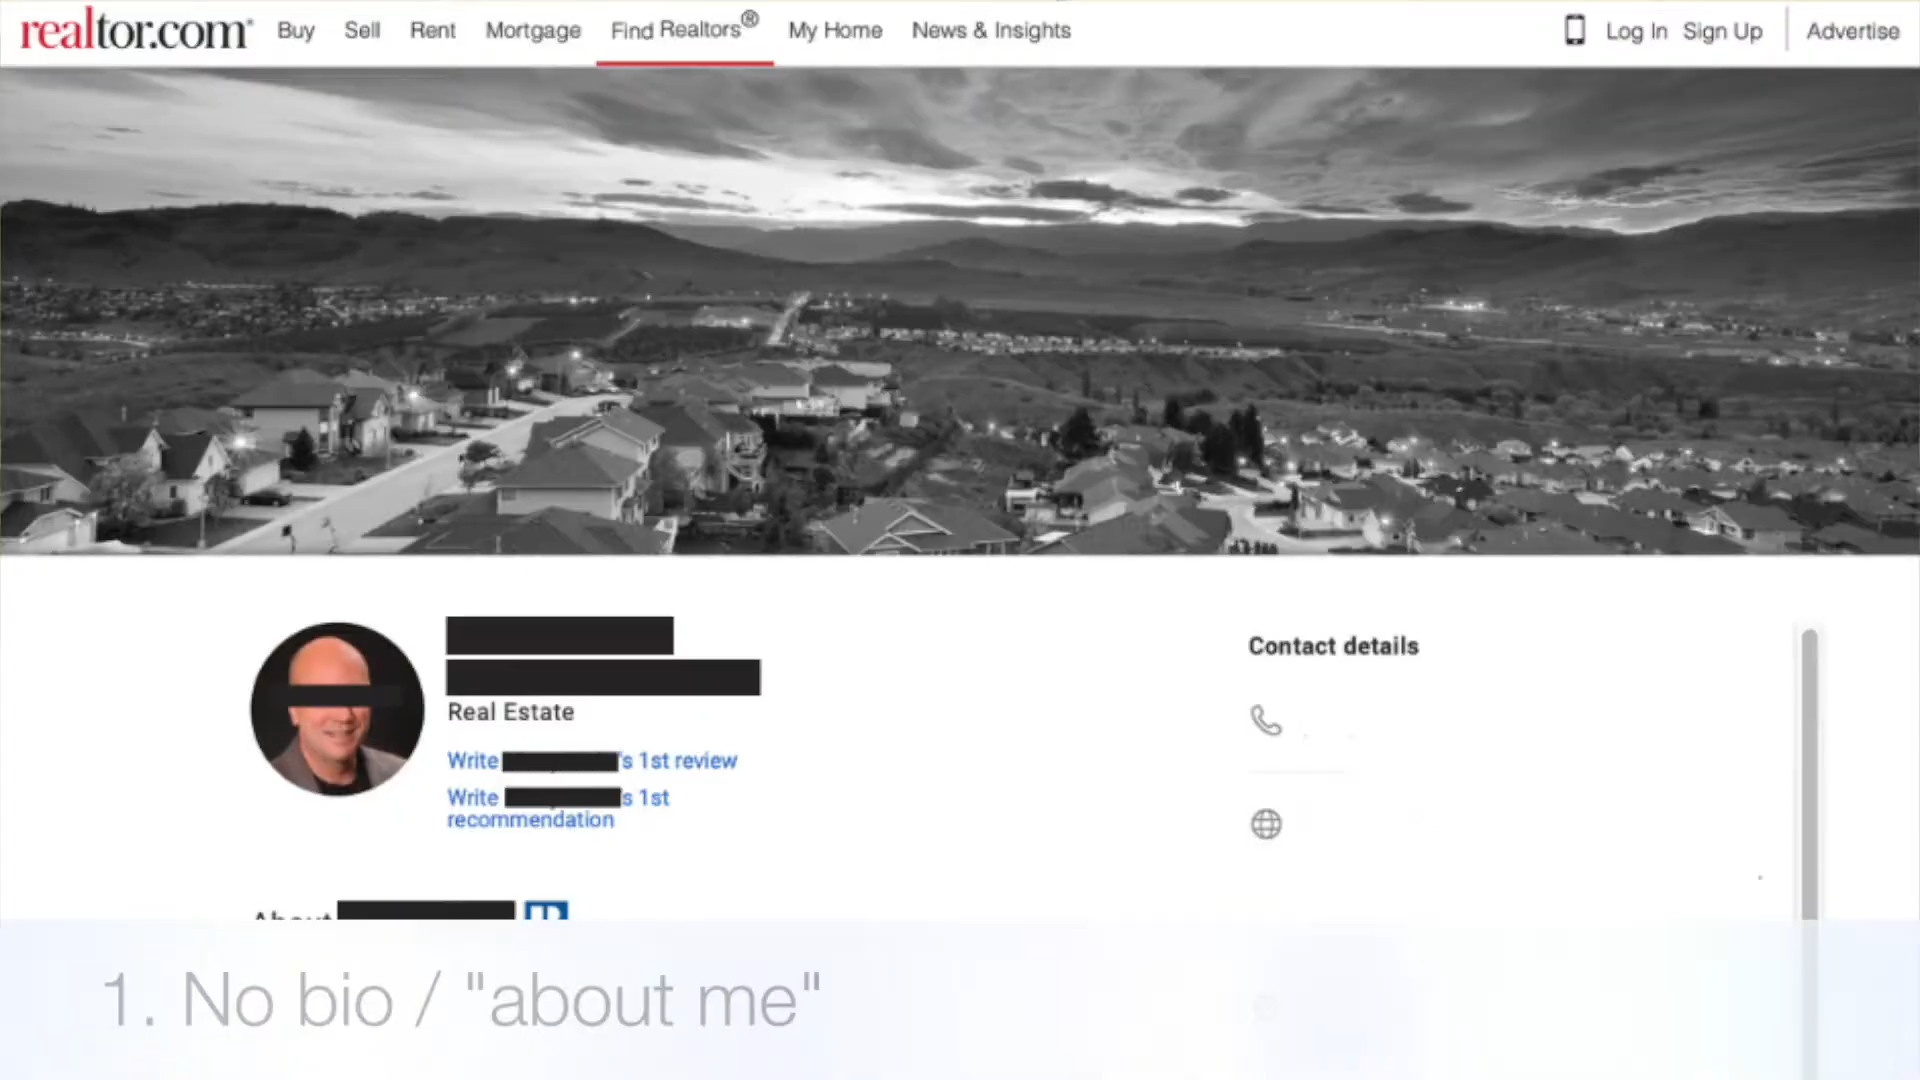 realtor.com®
Buy Sell Rent Mortgage Find Realtors® My Home News & Insights
Log In Sign Up Advertise
Real Estate
Write 's 1st review
Write s 1st
recommendation
Contact details
About
1. No bio / "about me"